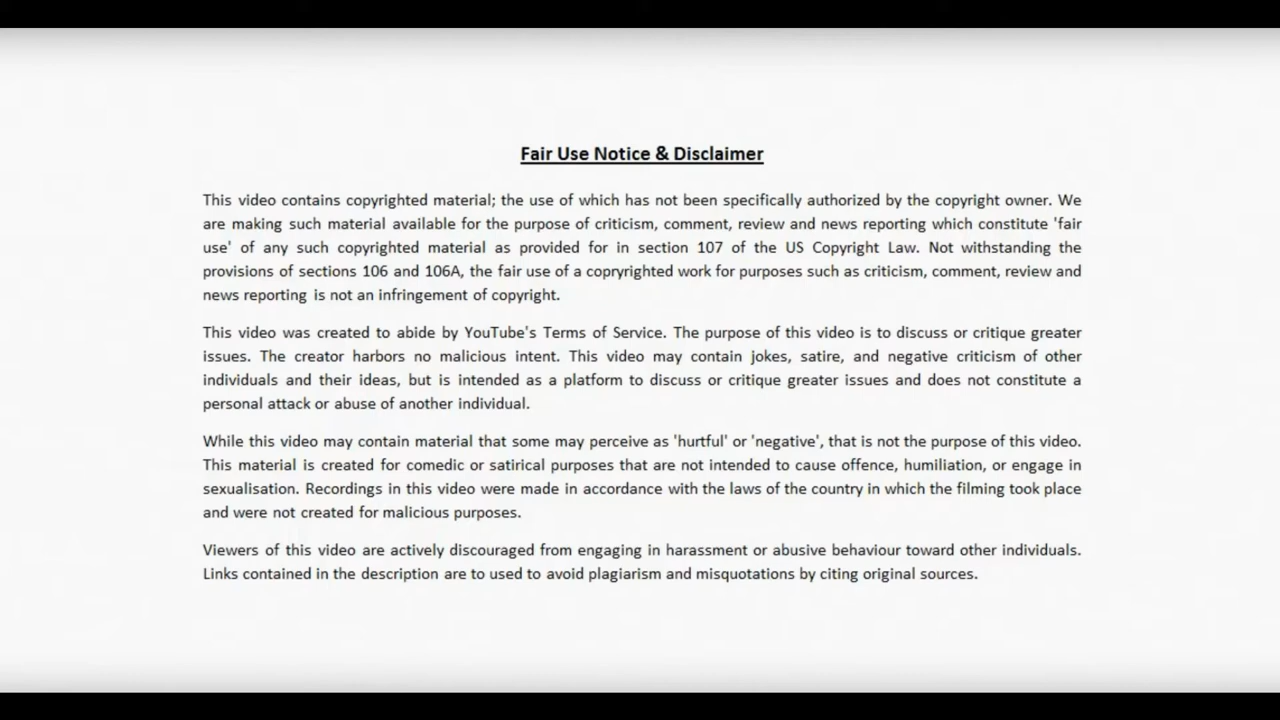 Fair Use Notice & Disclaimer
This video contains copyrighted material; the use of which has not been specifically authorized by the copyright owner. We
are making such material available for the purpose of criticism, comment, review and news reporting which constitute 'fair
use' of any such copyrighted material as provided for in section 107 of the US Copyright Law. Not withstanding the
provisions of sections 106 and 106A, the fair use of a copryrighted work for purposes such as criticism, comment, review and
news reporting is not an infringement of copyright.
This video was created to abide by YouTube's Terms of Service. The purpose of this video is to discuss or critique greater
issues. The creator harbors no malicious intent. This video may contain jokes, satire, and negative criticism of other
individuals and their ideas, but is intended as a platform to discuss or critique greater issues and does not constitute a
personal attack or abuse of another individual.
While this video may contain material that some may perceive as 'hurtful' or 'negative', that is not the purpose of this video.
This material is created for comedic or satirical purposes that are not intended to cause offence, humiliation, or engage in
sexualisation. Recordings in this video were made in accordance with the laws of the country in which the filming took place
and were not created for malicious purposes.
Viewers of this video are actively discouraged from engaging in harassment or abusive behaviour toward other individuals.
Links contained in the description are to used to avoid plagiarism and misquotations by citing original sources.